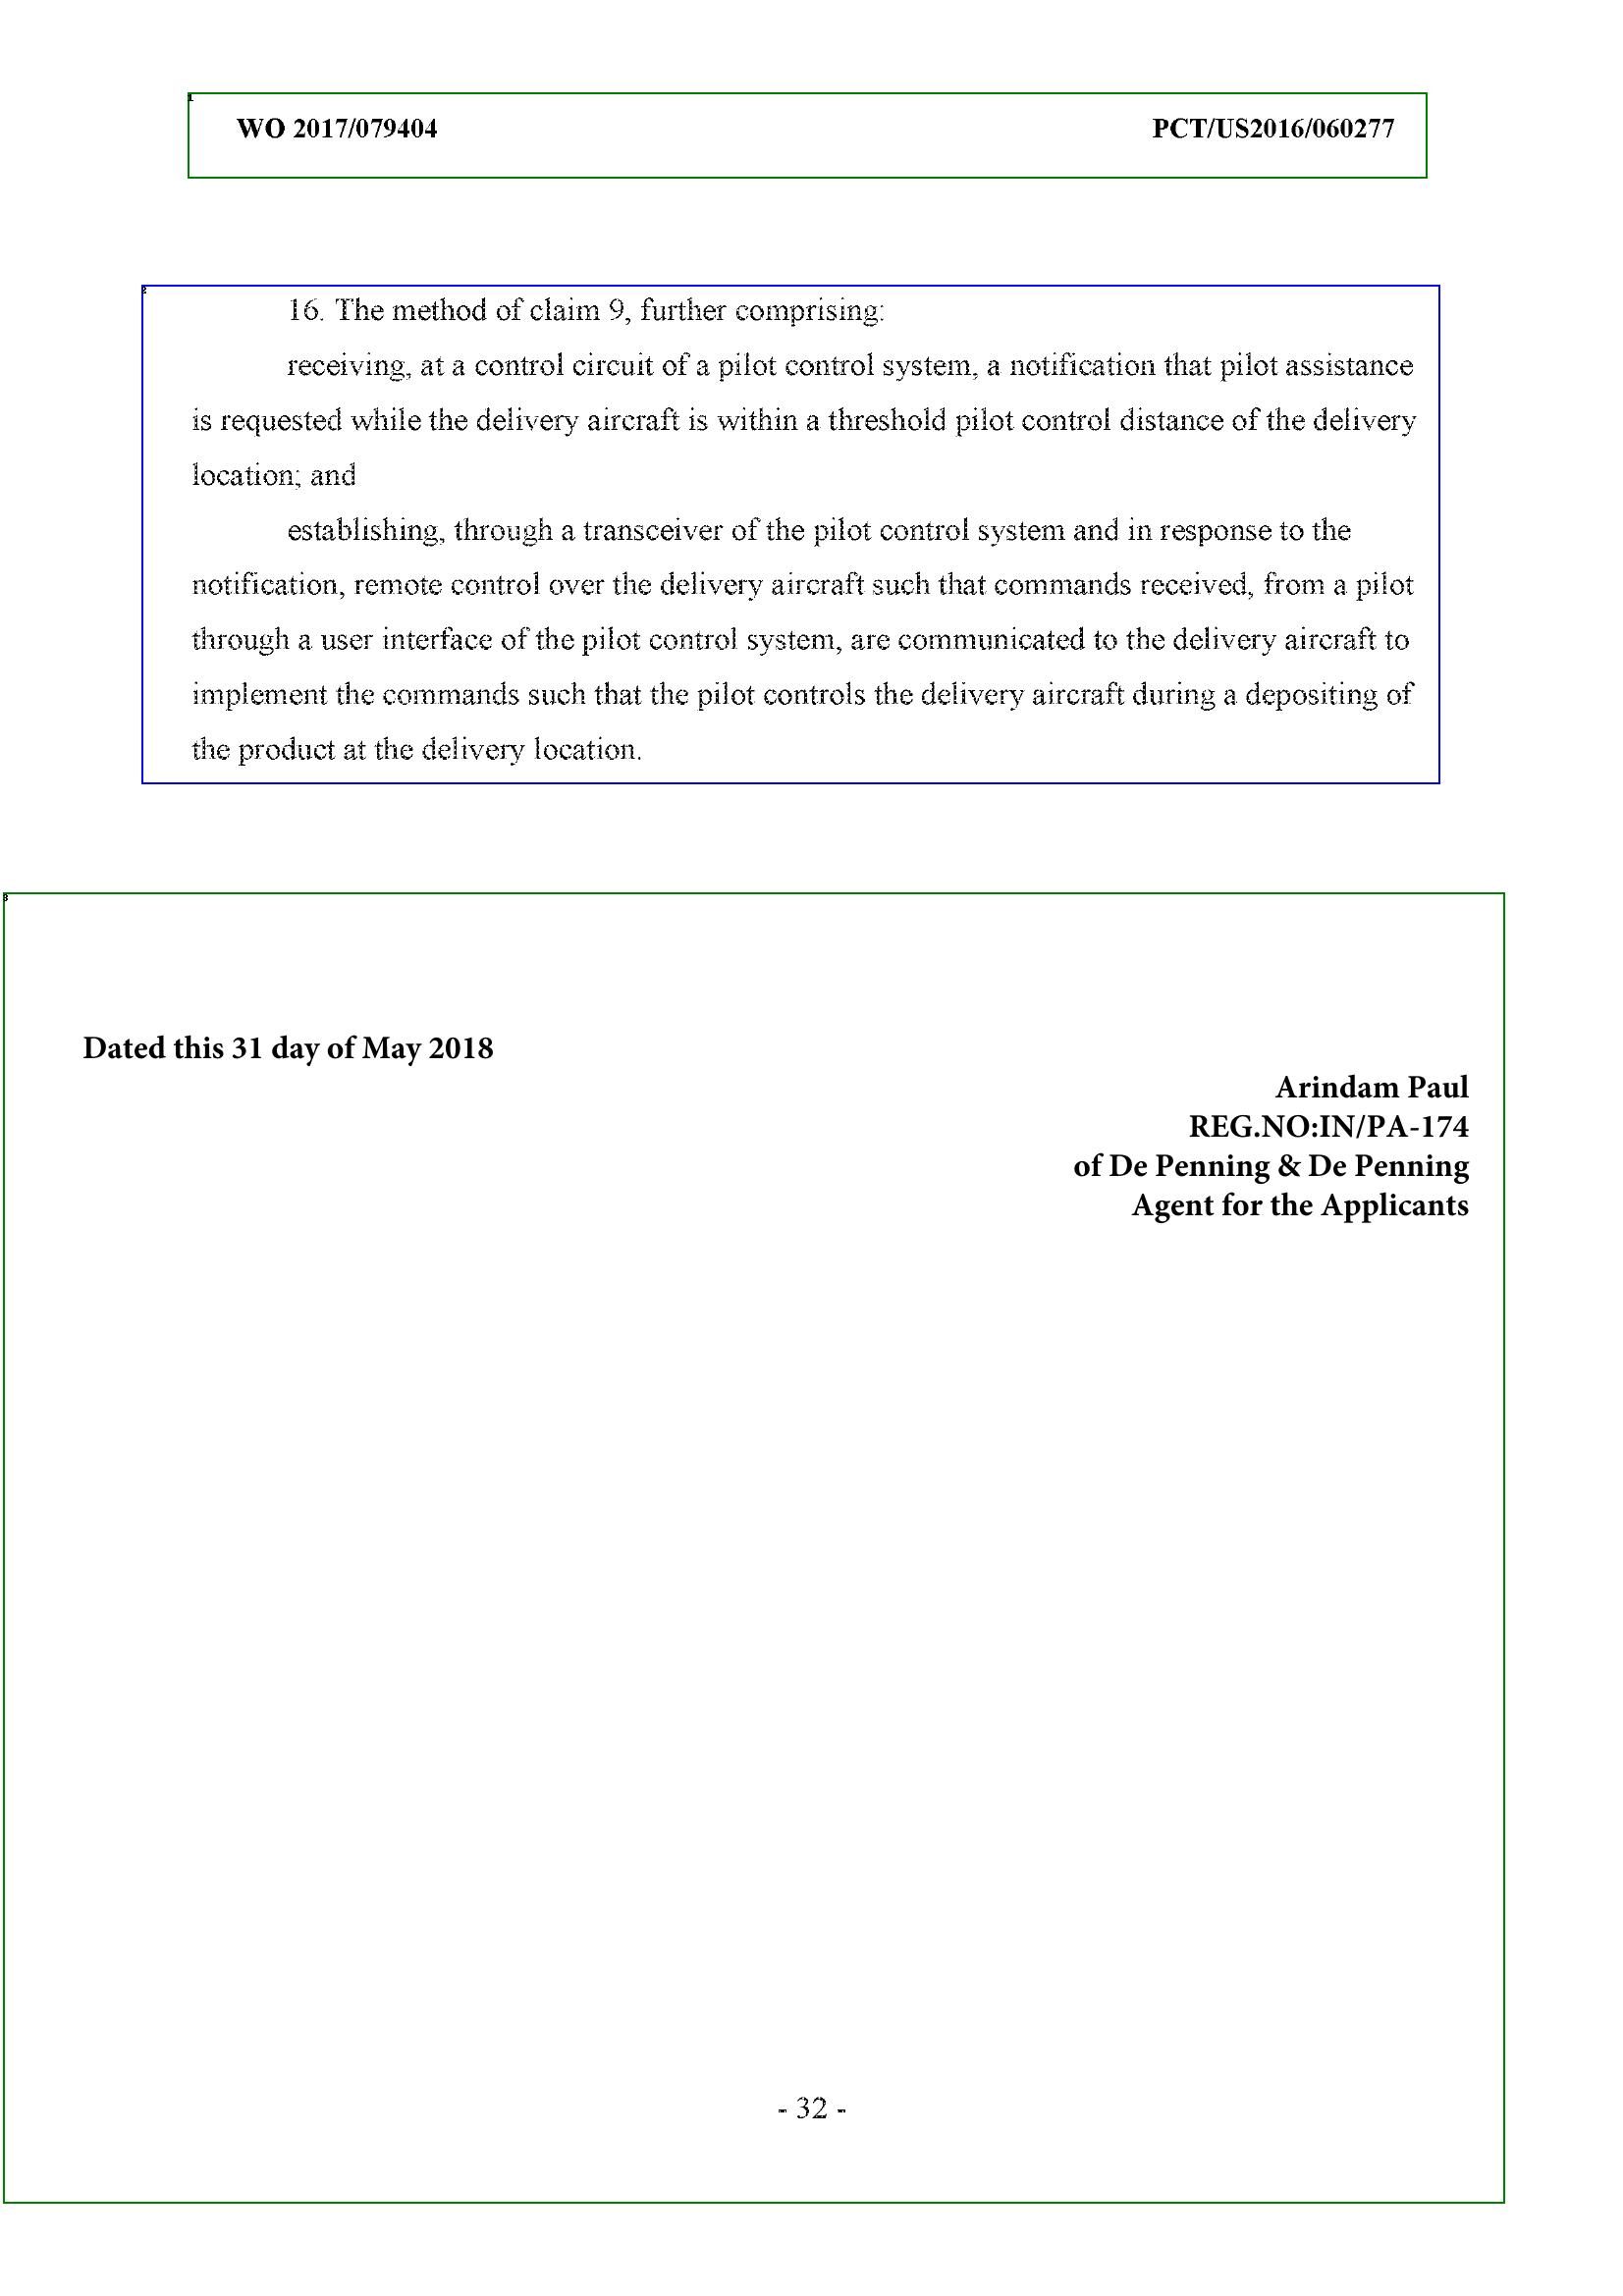 WO 2017/079404 PCT/US2016/060277
16. The method of claim 9, further comprising:
receiving, at a control circuit of a pilot control system, a notification that pilot assistance
is requested while the delivery aircraft is within a threshold pilot control distance of the delivery
location; and
establishing, through a transceiver of the pilot control system and in response to the
notification, remote control over the delivery aircraft such that commands received, from a pilot
through a user interface of the pilot control system, are communicated to the delivery aircraft to
implement the commands such that the pilot controls the delivery aircraft during a depositing of
the product at the delivery location.
Dated this 31 day of May 2018
Arindam Paul
REG.NO:IN/PA-174
of De Penning & De Penning
Agent for the Applicants
- 32 -